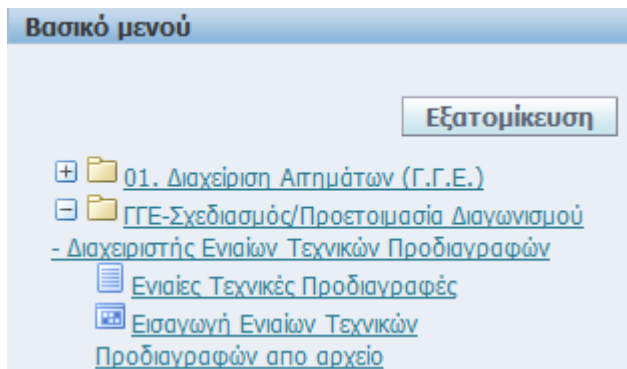 Βασικό μενού
Εξατομίκευση
01. Διαχείριση Αιτημάτων (Γ.Γ.Ε.)
ΓΓΕ-Σχεδιασμός/Προετοιμασία Διαγωνισμού
- Διαχειριστής Ενιαίων Τεχνικών Προδιαγραφών
Ενιαίες Τεχνικές Προδιαγραφές
Εισαγωγή Ενιαίων Τεχνικών
Προδιαγραφών απο αρχείο